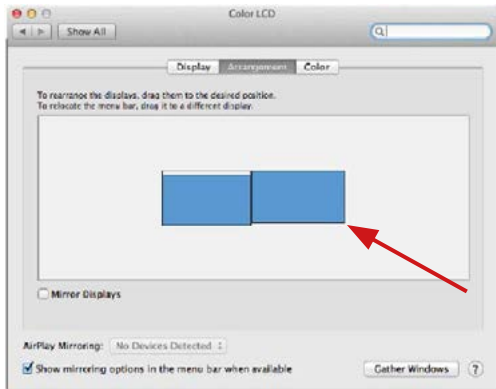 Color LCD
Show All
Display Arrangement Color
To rearrange the displays, drag them to the desired position.
To relocate the menu bar, drag it to a different display.
Mirror Displays
AirPlay Mirroring: No Devices Detected
Show mirroring options in the menu bar when available
Gather Windows ?